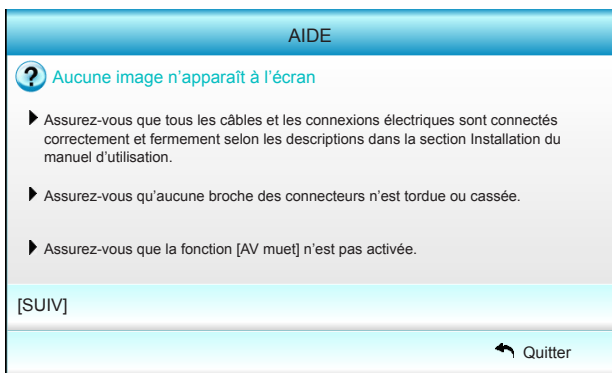 AIDE
? Aucune image n’apparaît à l’écran
Assurez-vous que tous les câbles et les connexions électriques sont connectés
correctement et fermement selon les descriptions dans la section Installation du
manuel d’utilisation.
Assurez-vous qu’aucune broche des connecteurs n’est tordue ou cassée.
Assurez-vous que la fonction [AV muet] n’est pas activée.
[SUIV]
Quitter